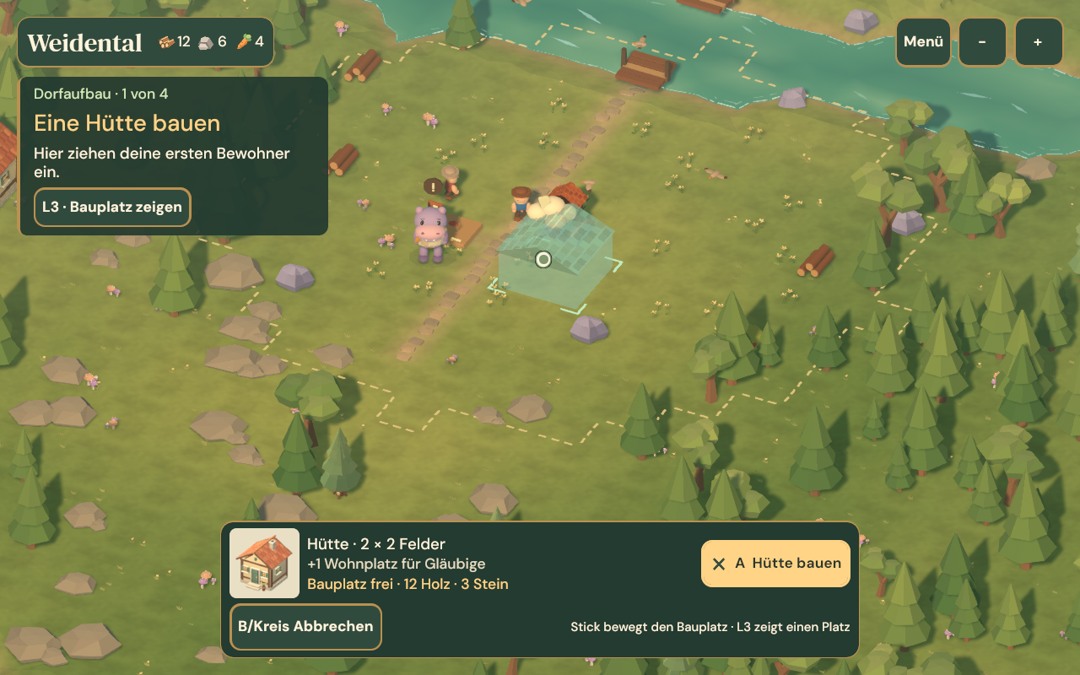 Weidental 12 6 4
Menü - +
Dorfaufbau · 1 von 4
Eine Hütte bauen
Hier ziehen deine ersten Bewohner
ein.
L3 · Bauplatz zeigen
!
Hütte · 2 × 2 Felder
+1 Wohnplatz für Gläubige
Bauplatz frei · 12 Holz · 3 Stein
✕ A Hütte bauen
B/Kreis Abbrechen
Stick bewegt den Bauplatz · L3 zeigt einen Platz